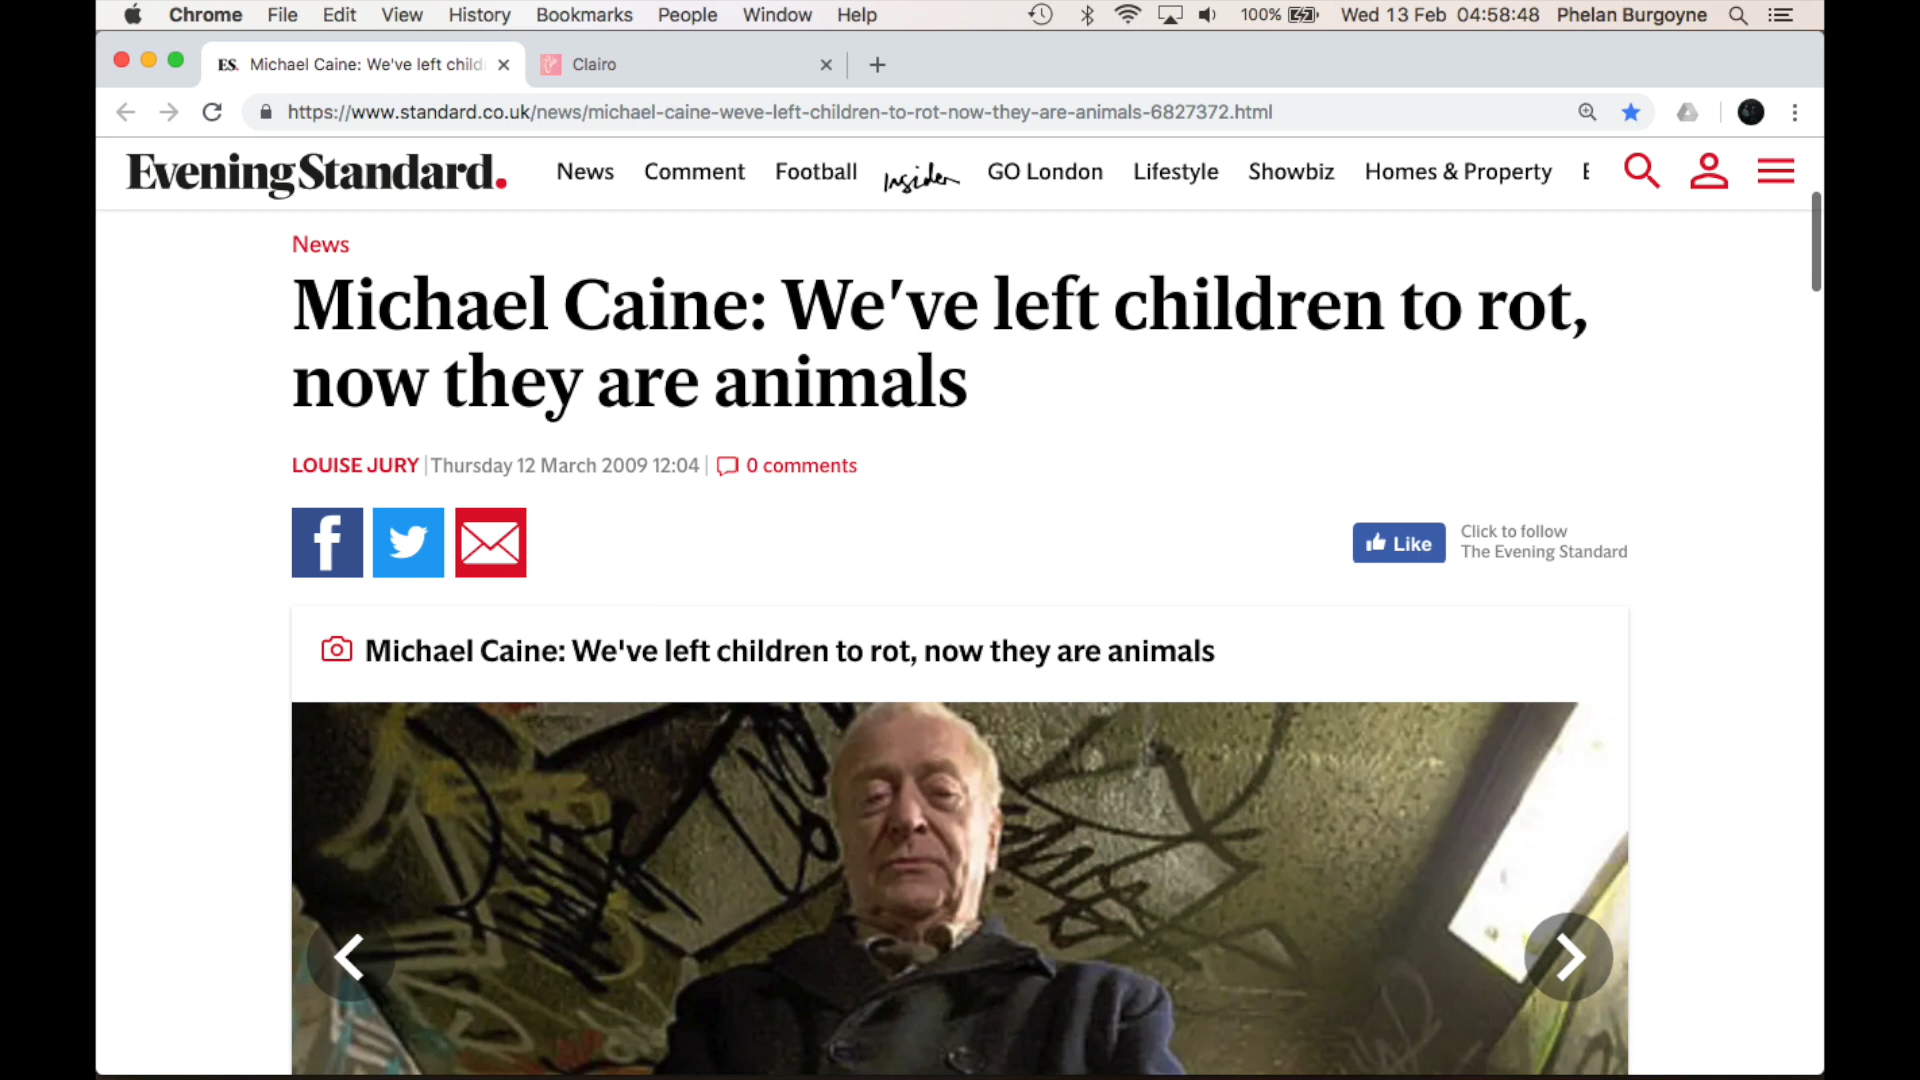 Chrome File Edit View History Bookmarks People Window Help 100% Wed 13 Feb 04:58:48 Phelan Burgoyne
ES. Michael Caine: We've left child Clairo
https://www.standard.co.uk/news/michael-caine-weve-left-children-to-rot-now-they-are-animals-6827372.html
Evening Standard. News Comment Football Insider GO London Lifestyle Showbiz Homes & Property E
News
Michael Caine: We've left children to rot,
now they are animals
LOUISE JURY | Thursday 12 March 2009 12:04 | 0 comments
Like Click to follow
The Evening Standard
Michael Caine: We've left children to rot, now they are animals